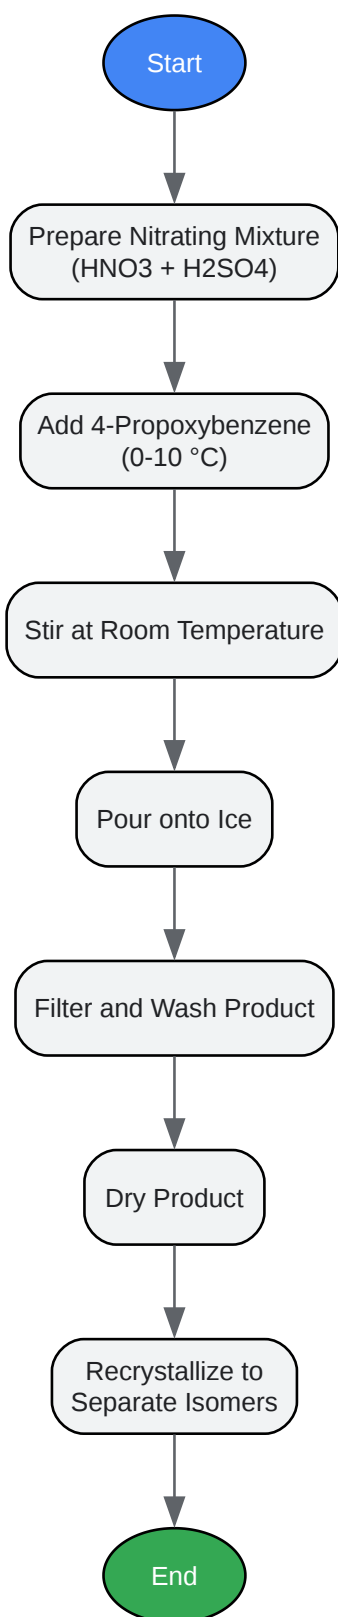 Start
Prepare Nitrating Mixture
(HNO3 + H2SO4)
Add 4-Propoxybenzene
(0-10 °C)
Stir at Room Temperature
Pour onto Ice
Filter and Wash Product
Dry Product
Recrystallize to
Separate Isomers
End